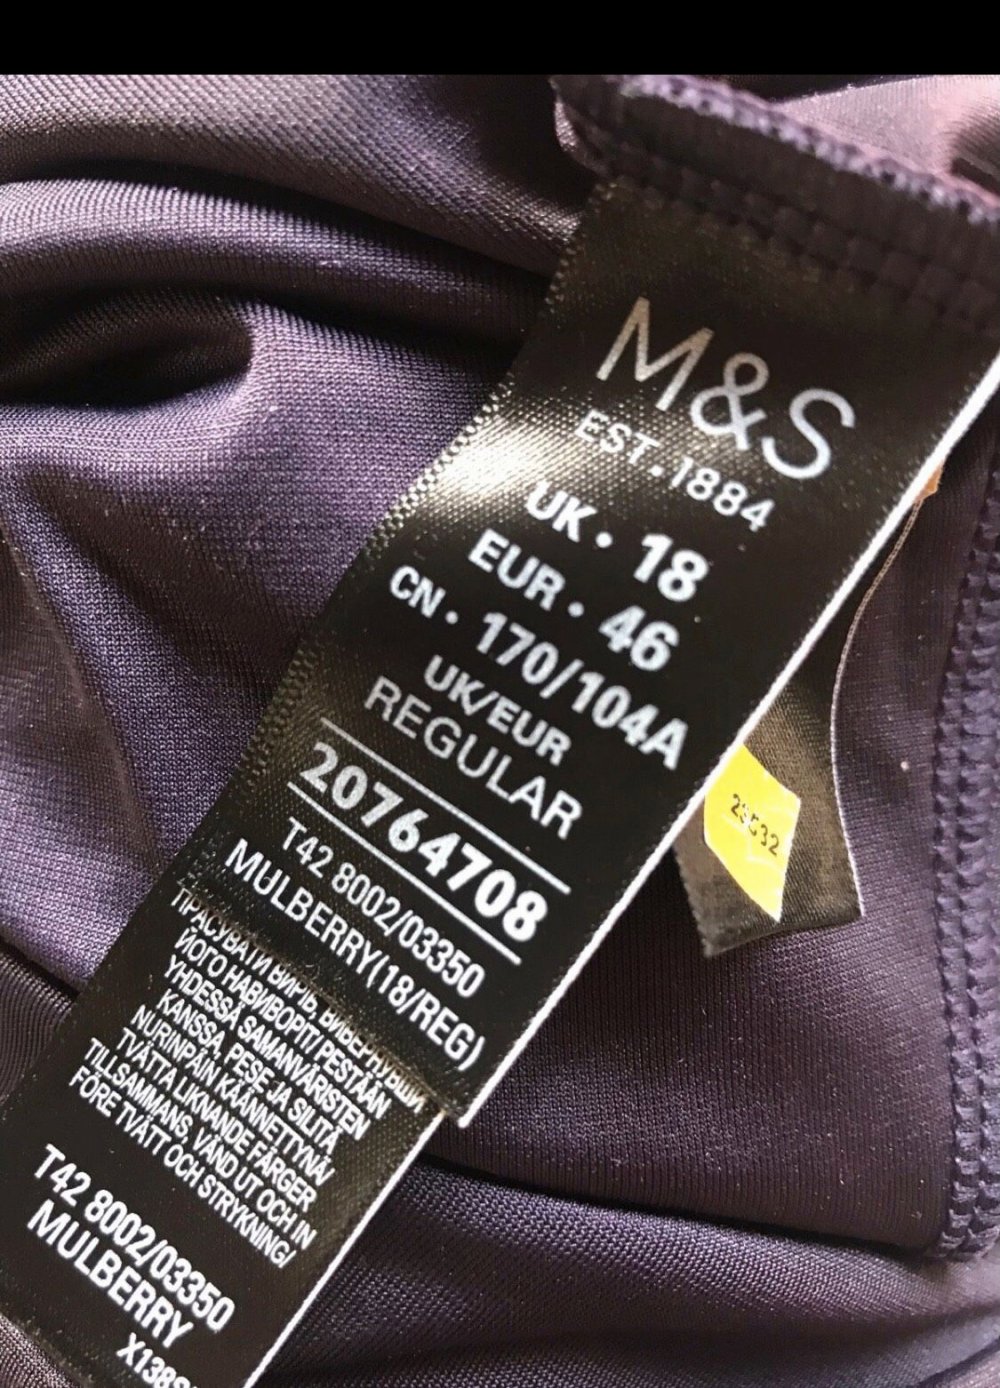 M&S
EST. 1884
UK · 18
EUR · 46
CN · 170/104A
UK/EUR
REGULAR
20764708
T42 8002/03350
MULBERRY(18/REG)
ПРАСУВАТИ ВИРІБ,
ЙОГО НАВИВОРІТ/PESTÄÄN
YHDESSÄ SAMANVÄRISTEN
KANSSA, PESE JA SILITÄ
NURINPÄIN KÄÄNNETTYNÄ/
TVÄTTA LIKNANDE FÄRGER
TILLSAMMANS, VÄND UT OCH IN
FÖRE TVÄTT OCH STRYKNING/
T42 8002/03350
MULBERRY